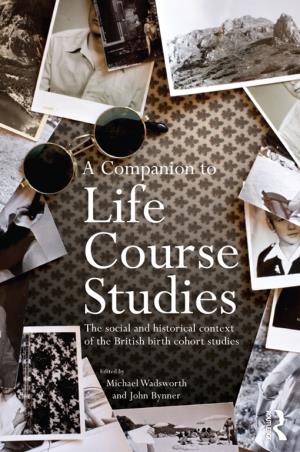 A Companion to
Life
Course
Studies
The social and historical context
of the British birth cohort studies
Edited by
Michael Wadsworth
and John Bynner
ROUTLEDGE